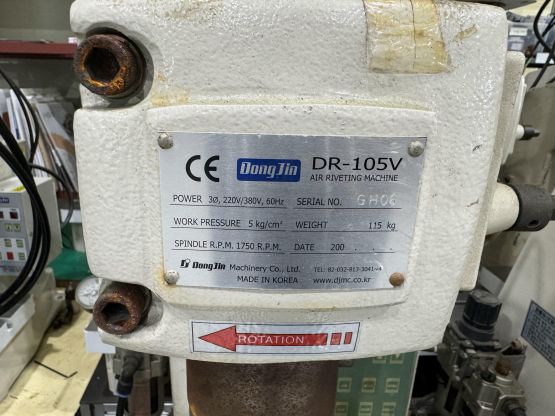 CE DongJin DR-105V
AIR RIVETING MACHINE
POWER 3Ø, 220V/380V, 60Hz SERIAL NO. GH06
WORK PRESSURE 5 kg/cm² WEIGHT 115 kg
SPINDLE R.P.M. 1750 R.P.M. DATE 200 . .
DongJin Machinery Co., Ltd. TEL: 82-032-817-3041~4
MADE IN KOREA www.djmc.co.kr
ROTATION